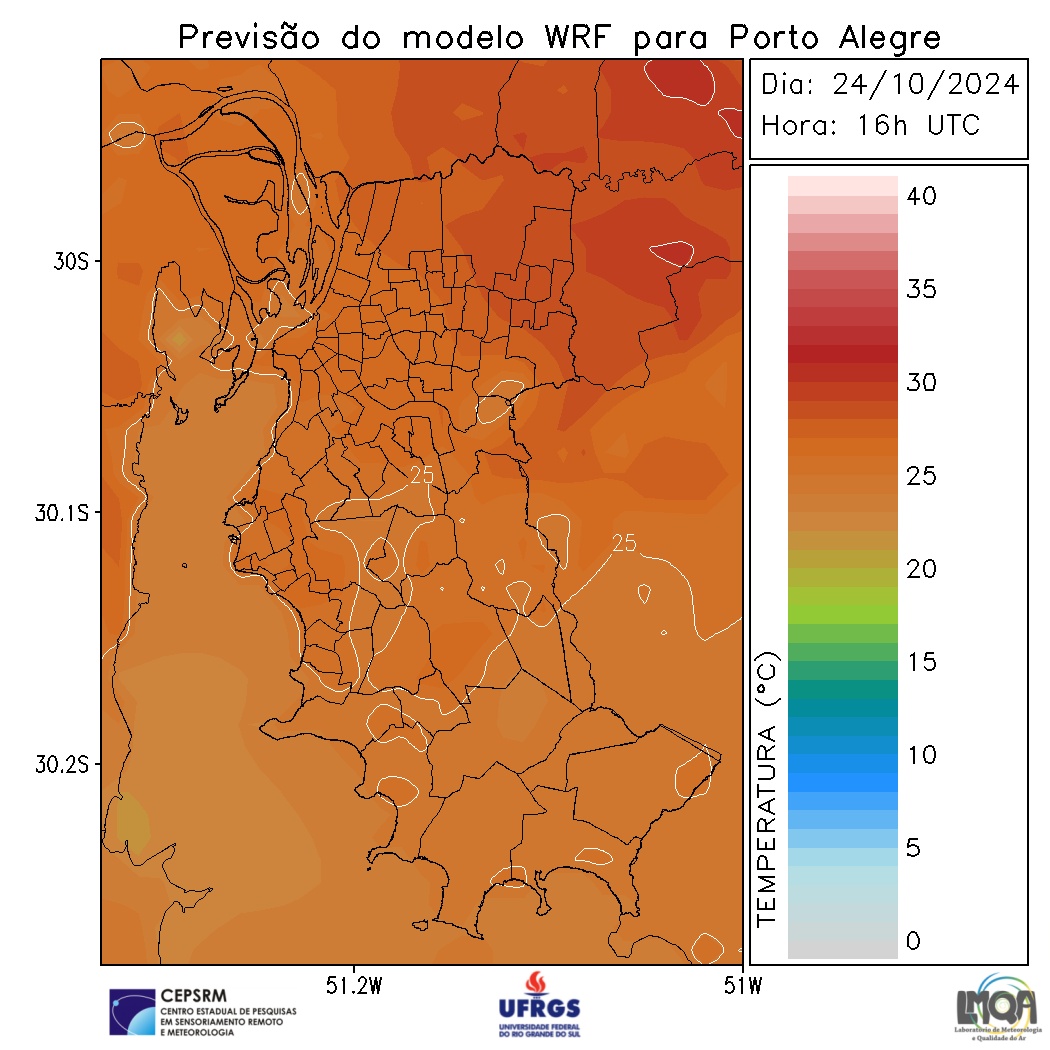 Previsão do modelo WRF para Porto Alegre
Dia: 24/10/2024
Hora: 16h UTC
40
35
30
25
20
15
10
5
0
TEMPERATURA (°C)
30S
30.1S
30.2S
25
25
51.2W
51W
CEPSRM
CENTRO ESTADUAL DE PESQUISAS
EM SENSORIAMENTO REMOTO
E METEOROLOGIA
UFRGS
UNIVERSIDADE FEDERAL
DO RIO GRANDE DO SUL
LMQA
Laboratório de Meteorologia
e Qualidade do Ar